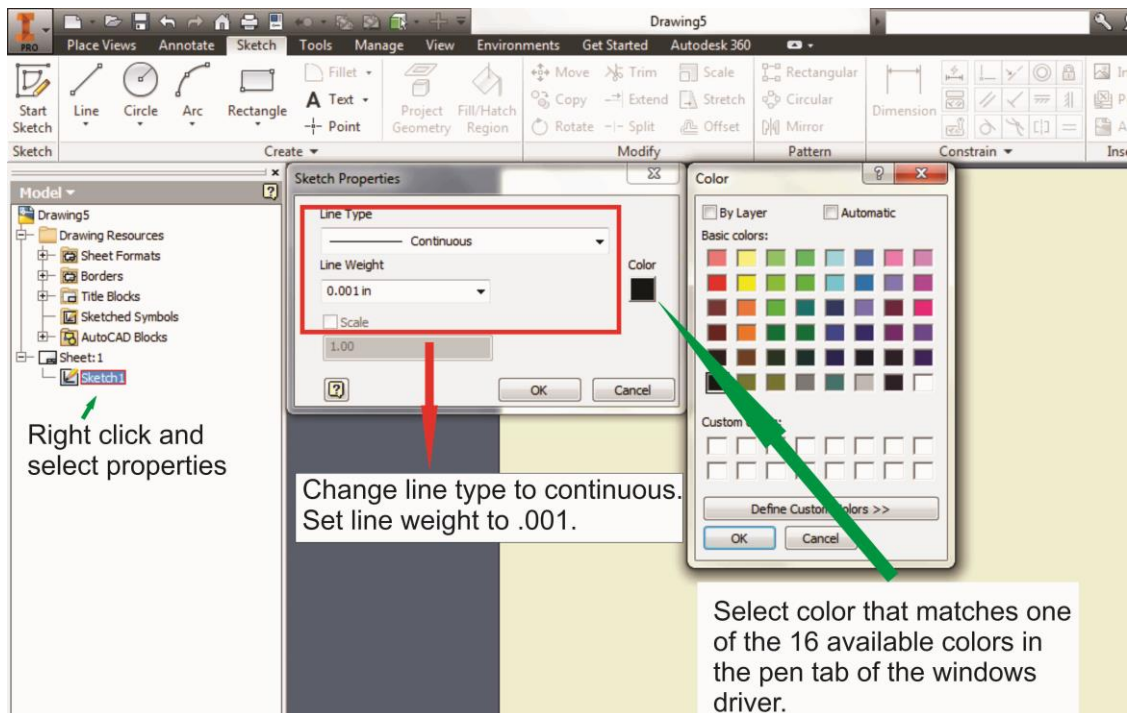 Drawing5
PRO
Place Views Annotate Sketch Tools Manage View Environments Get Started Autodesk 360
Start Sketch
Line
Circle
Arc
Rectangle
Fillet
Text
Point
Project Geometry
Fill/Hatch Region
Move
Copy
Rotate
Trim
Extend
Split
Scale
Stretch
Offset
Rectangular
Circular
Mirror
Dimension
Sketch
Create
Modify
Pattern
Constrain
Model
Drawing5
Drawing Resources
Sheet Formats
Borders
Title Blocks
Sketched Symbols
AutoCAD Blocks
Sheet:1
Sketch1
Right click and
select properties
Sketch Properties
Line Type
Continuous
Line Weight
0.001 in
Color
Scale
1.00
OK Cancel
Change line type to continuous.
Set line weight to .001.
Color
By Layer Automatic
Basic colors:
Custom
Define Custom Colors >>
OK Cancel
Select color that matches one
of the 16 available colors in
the pen tab of the windows
driver.